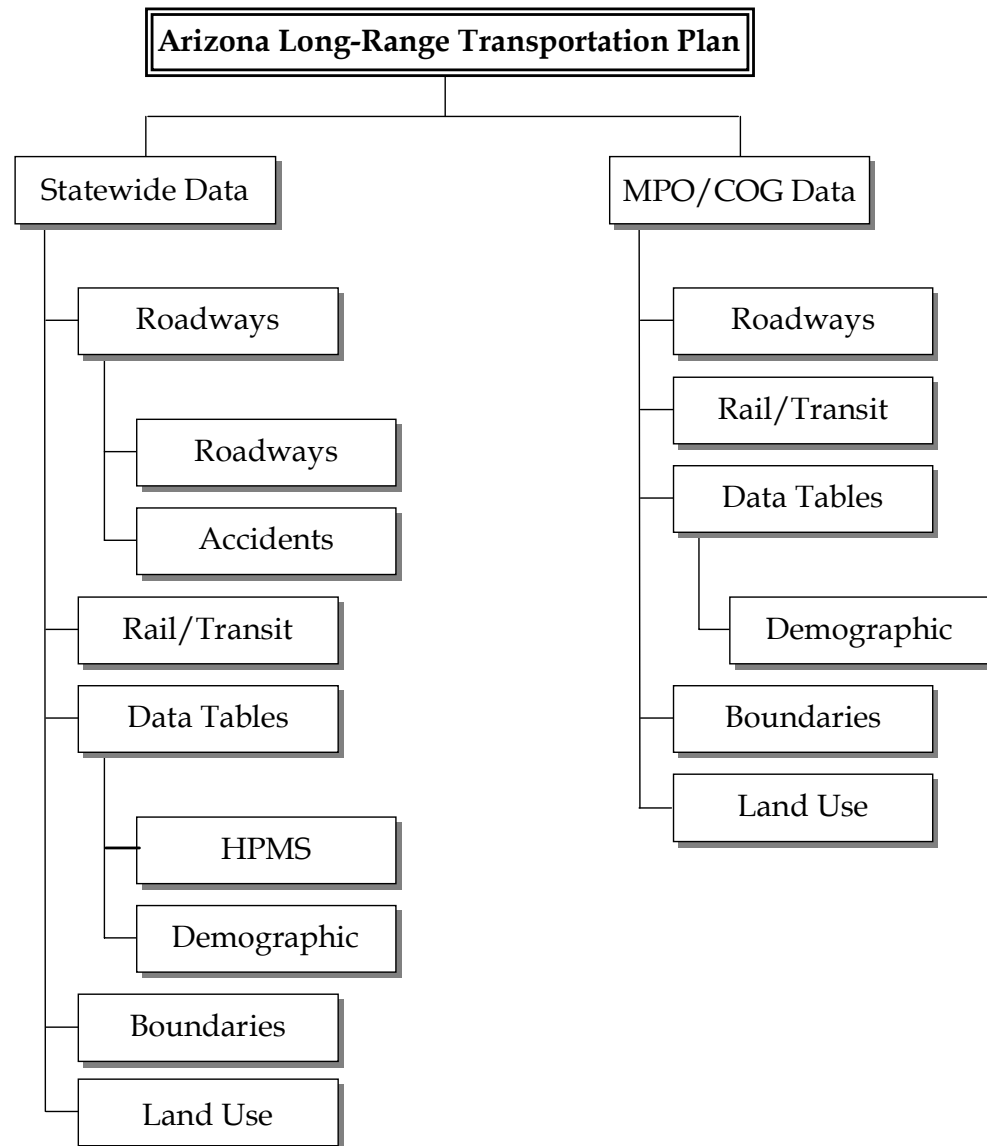 Arizona Long-Range Transportation Plan
Statewide Data
Roadways
Roadways
Accidents
Rail/Transit
Data Tables
HPMS
Demographic
Boundaries
Land Use
MPO/COG Data
Roadways
Rail/Transit
Data Tables
Demographic
Boundaries
Land Use